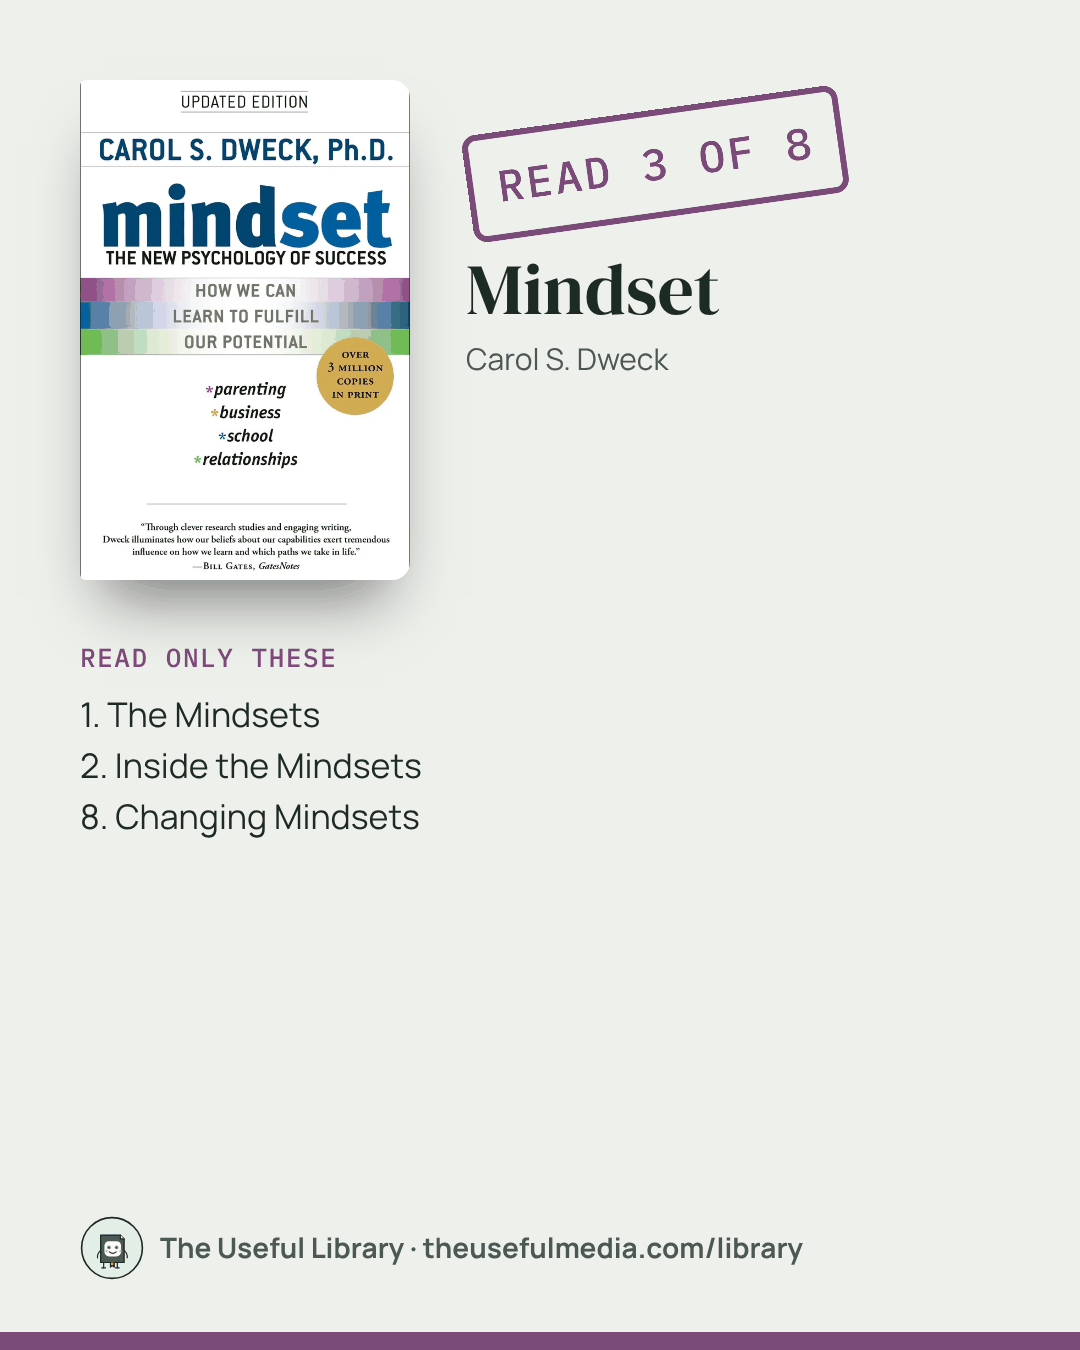 UPDATED EDITION
CAROL S. DWECK, Ph.D.
mindset
THE NEW PSYCHOLOGY OF SUCCESS
HOW WE CAN
LEARN TO FULFILL
OUR POTENTIAL
OVER
3 MILLION
COPIES
IN PRINT
*parenting
*business
*school
*relationships
“Through clever research studies and engaging writing,
Dweck illuminates how our beliefs about our capabilities exert tremendous
influence on how we learn and which paths we take in life.”
—BILL GATES, GatesNotes
READ 3 OF 8
Mindset
Carol S. Dweck
READ ONLY THESE
1. The Mindsets
2. Inside the Mindsets
8. Changing Mindsets
The Useful Library · theusefulmedia.com/library